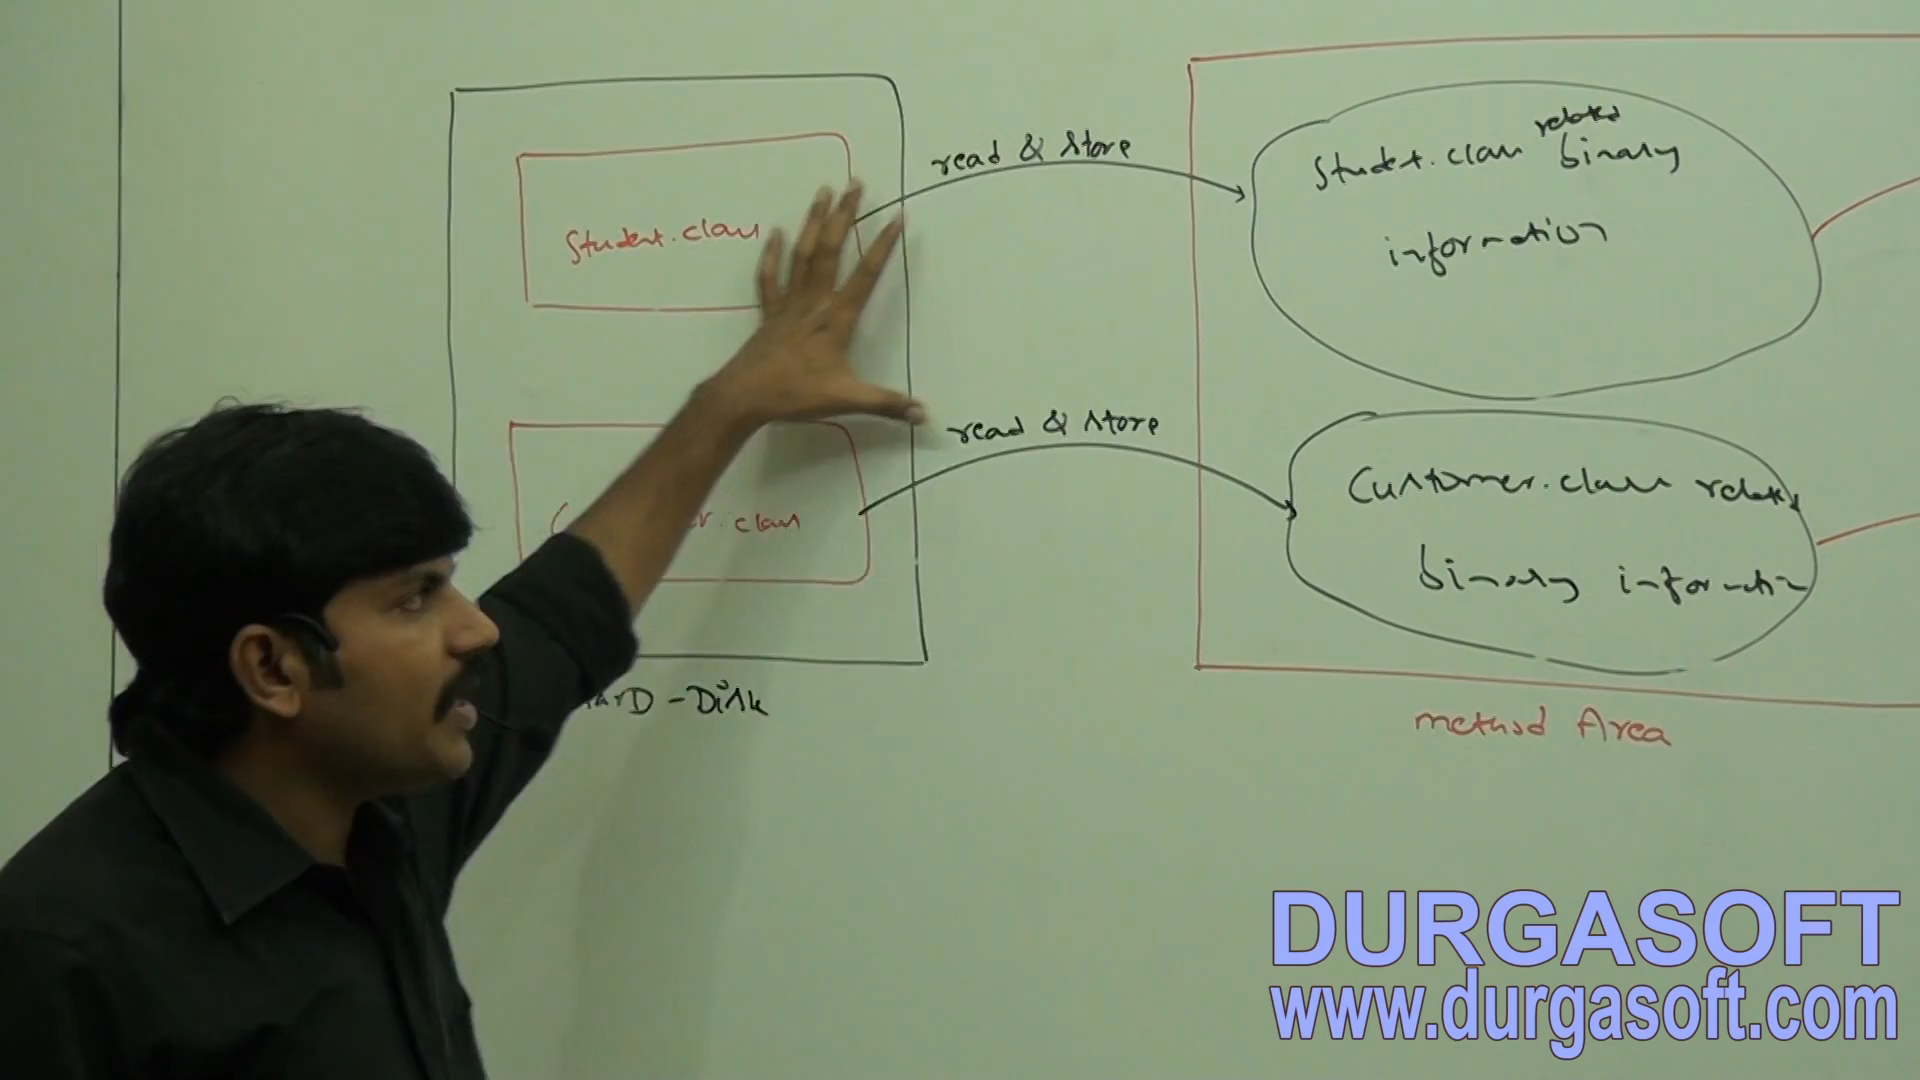 Student.class
er.class
HarD-Disk
read & store
read & store
Student.class related binary
information
Customer.class related
binary information
method Area
DURGASOFT
www.durgasoft.com